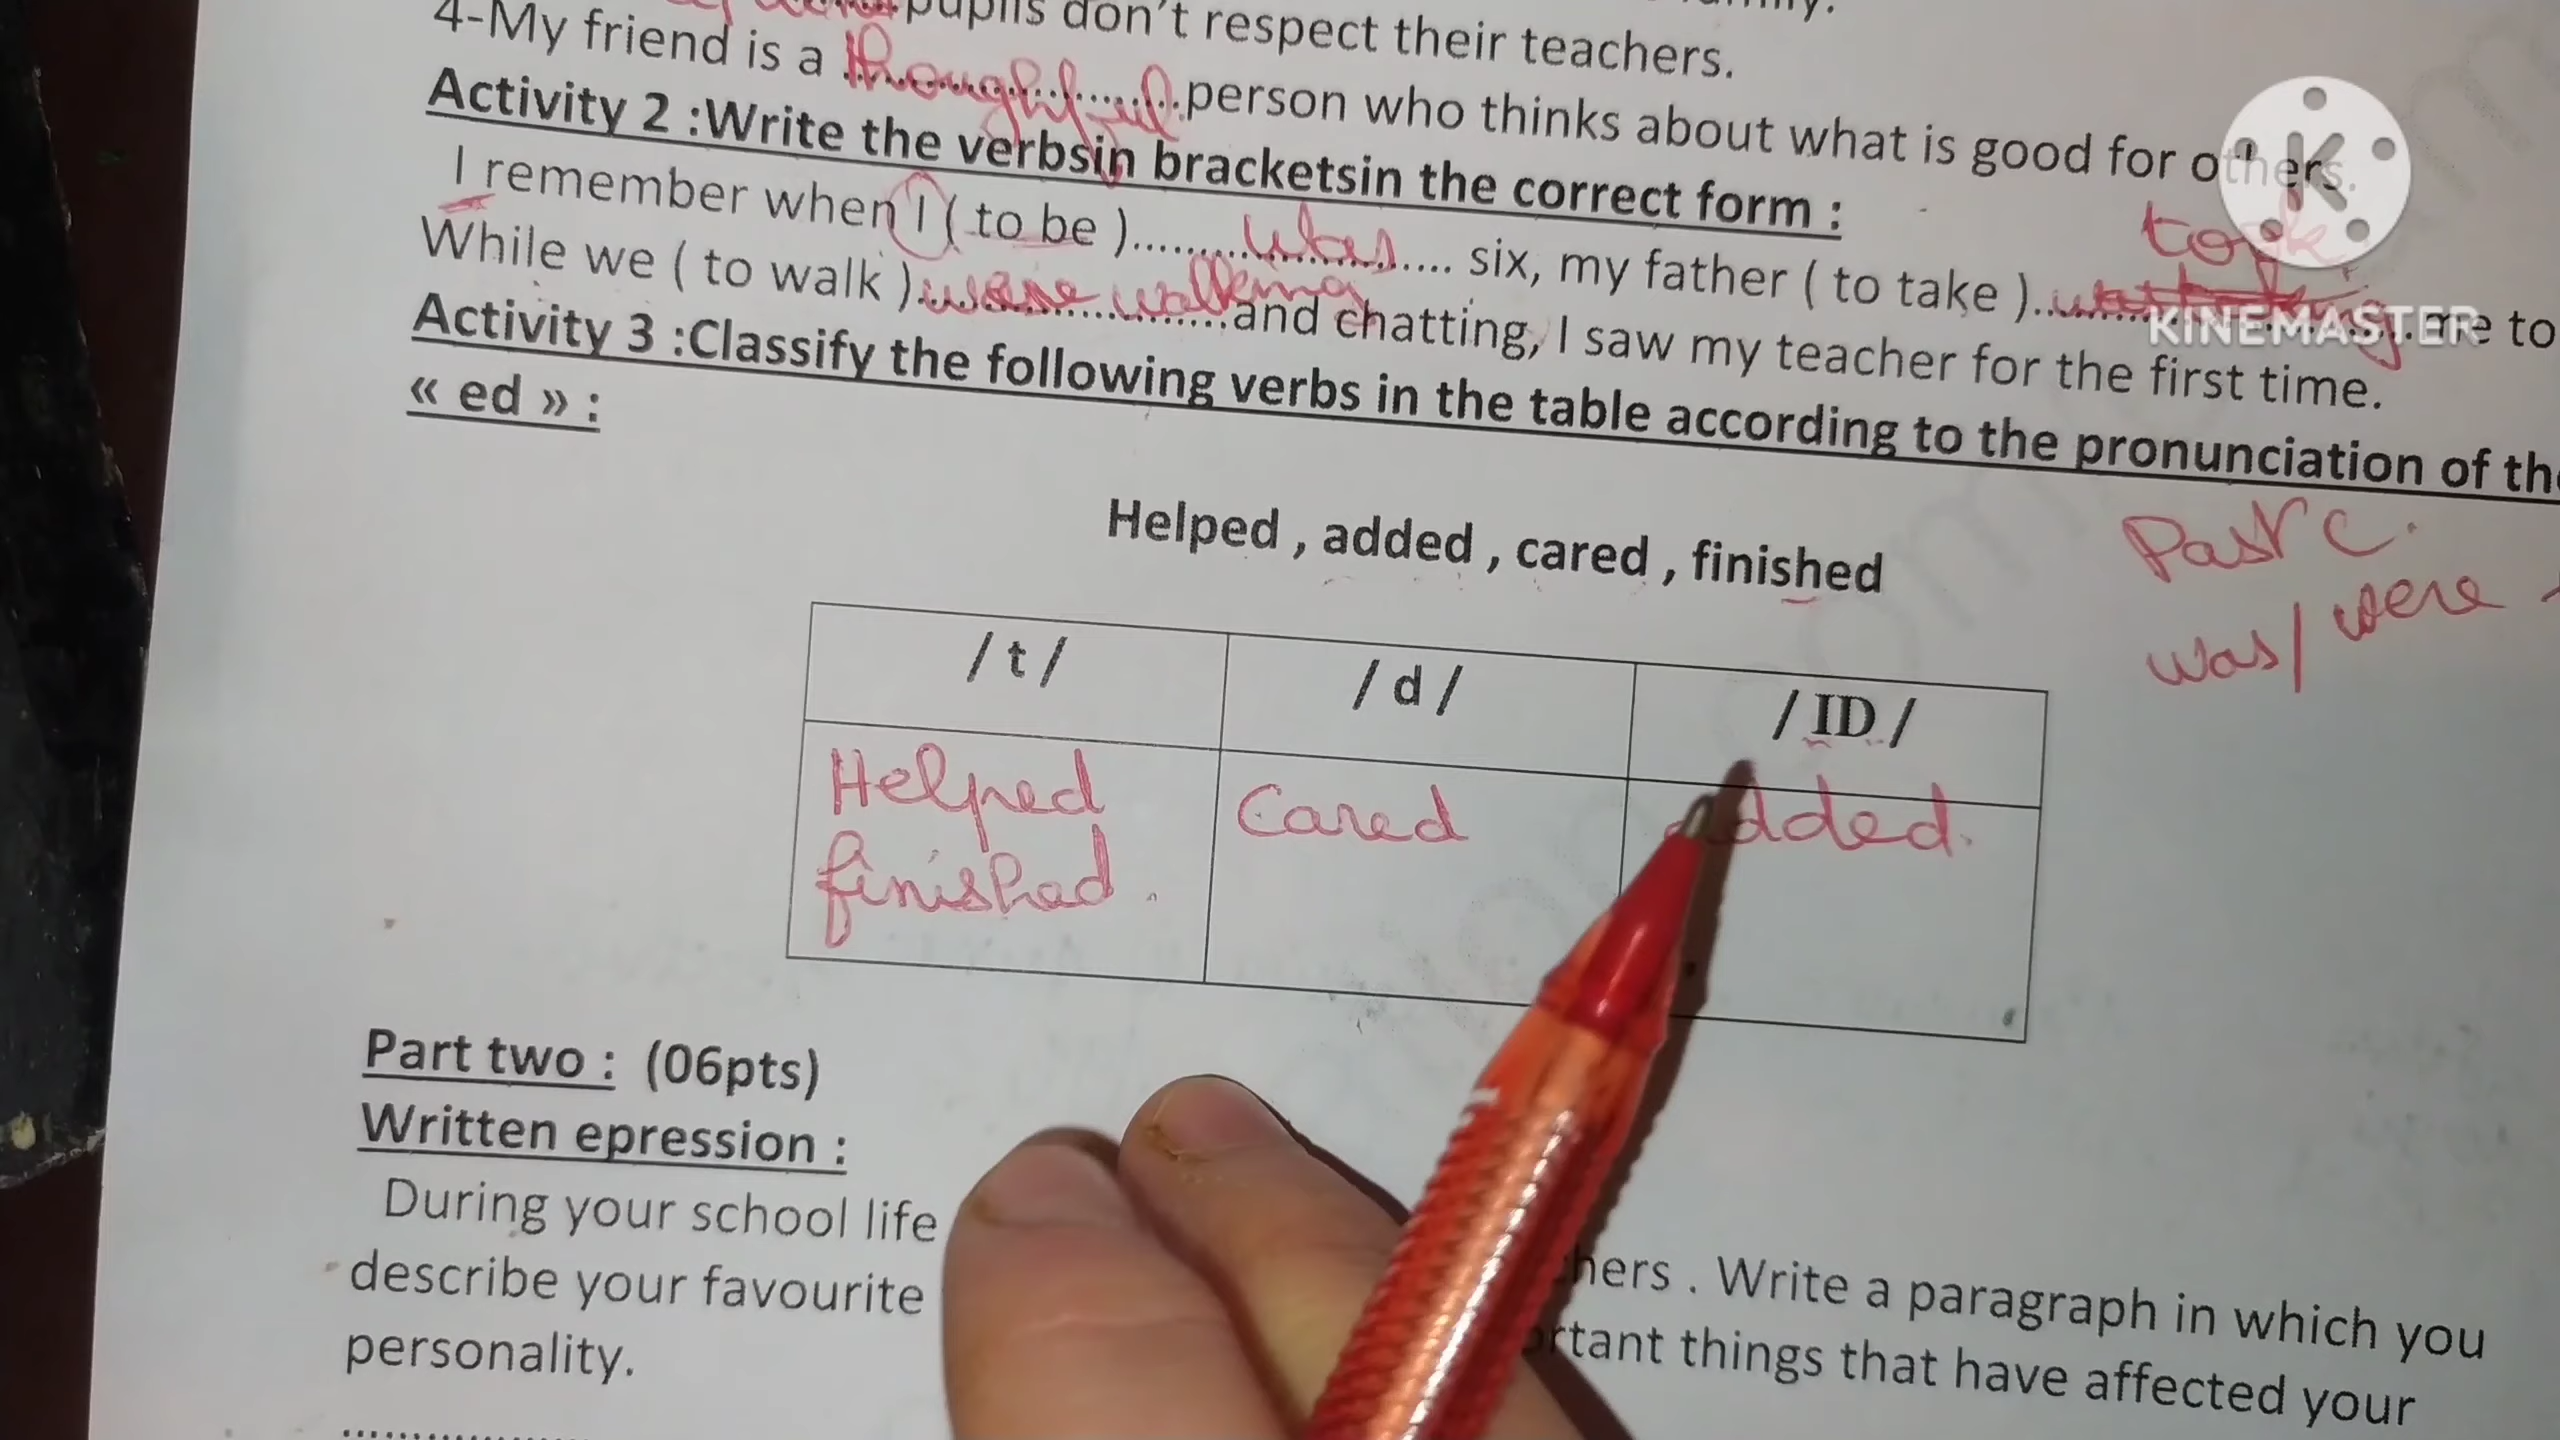 pupils don't respect their teachers.
4-My friend is a thoughtful person who thinks about what is good for others.
Activity 2 :Write the verbsin bracketsin the correct form :
I remember when I ( to be ).......was....... six, my father ( to take )............me to
took
While we ( to walk )..were walking....and chatting, I saw my teacher for the first time.
Activity 3 :Classify the following verbs in the table according to the pronunciation of the
« ed » :
KINEMASTER
Helped , added , cared , finished
Past C.
was/ were
/ t / / d / / ID /
Helped Cared added.
finished.
Part two : (06pts)
Written epression :
During your school life hers . Write a paragraph in which you
describe your favourite rtant things that have affected your
personality.